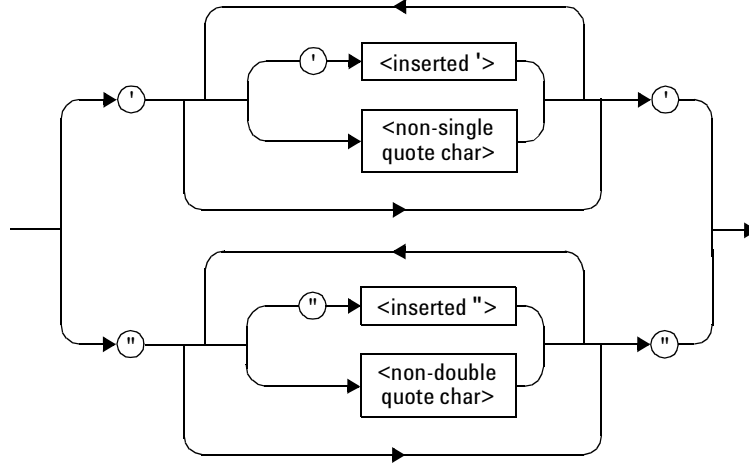 ' <inserted '>
' '
<non-single
quote char>
" <inserted ">
" "
<non-double
quote char>